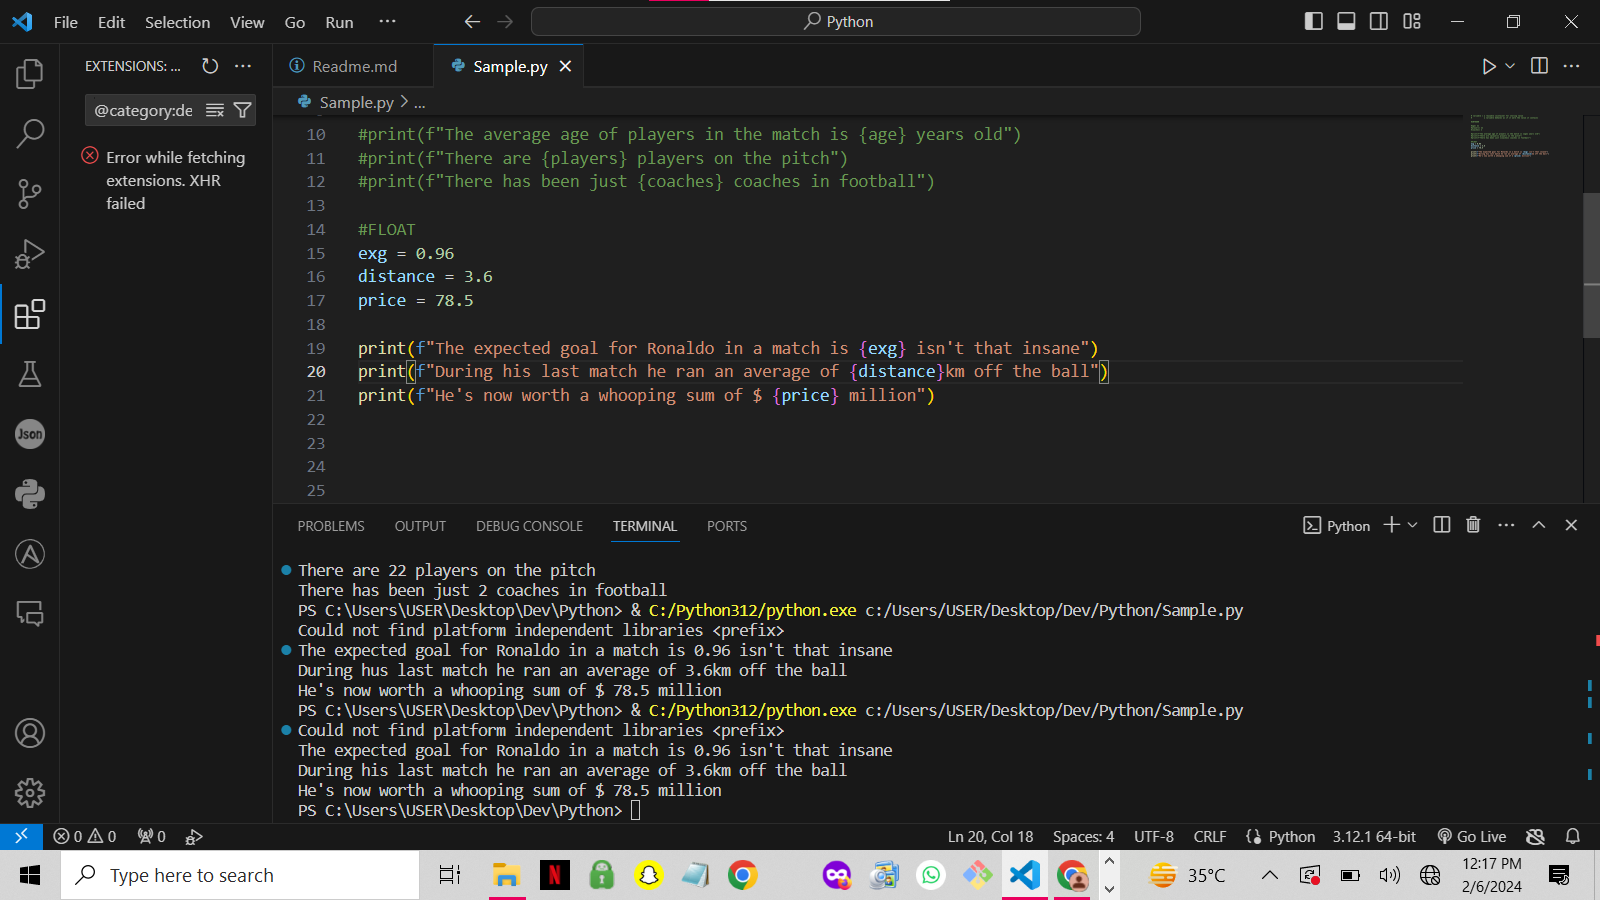 File Edit Selection View Go Run ···
Python
EXTENSIONS: ...
Readme.md
Sample.py
@category:de
Sample.py > ...
Error while fetching
extensions. XHR
failed
10 #print(f"The average age of players in the match is {age} years old")
11 #print(f"There are {players} players on the pitch")
12 #print(f"There has been just {coaches} coaches in football")
13
14 #FLOAT
15 exg = 0.96
16 distance = 3.6
17 price = 78.5
18
19 print(f"The expected goal for Ronaldo in a match is {exg} isn't that insane")
20 print(f"During his last match he ran an average of {distance}km off the ball")
21 print(f"He's now worth a whooping sum of $ {price} million")
22
23
24
25
Json
PROBLEMS OUTPUT DEBUG CONSOLE TERMINAL PORTS
Python
There are 22 players on the pitch
There has been just 2 coaches in football
PS C:\Users\USER\Desktop\Dev\Python> & C:/Python312/python.exe c:/Users/USER/Desktop/Dev/Python/Sample.py
Could not find platform independent libraries <prefix>
The expected goal for Ronaldo in a match is 0.96 isn't that insane
During hus last match he ran an average of 3.6km off the ball
He's now worth a whooping sum of $ 78.5 million
PS C:\Users\USER\Desktop\Dev\Python> & C:/Python312/python.exe c:/Users/USER/Desktop/Dev/Python/Sample.py
Could not find platform independent libraries <prefix>
The expected goal for Ronaldo in a match is 0.96 isn't that insane
During his last match he ran an average of 3.6km off the ball
He's now worth a whooping sum of $ 78.5 million
PS C:\Users\USER\Desktop\Dev\Python>
0 0 0
Ln 20, Col 18 Spaces: 4 UTF-8 CRLF {} Python 3.12.1 64-bit Go Live
Type here to search
N
35°C
12:17 PM
2/6/2024